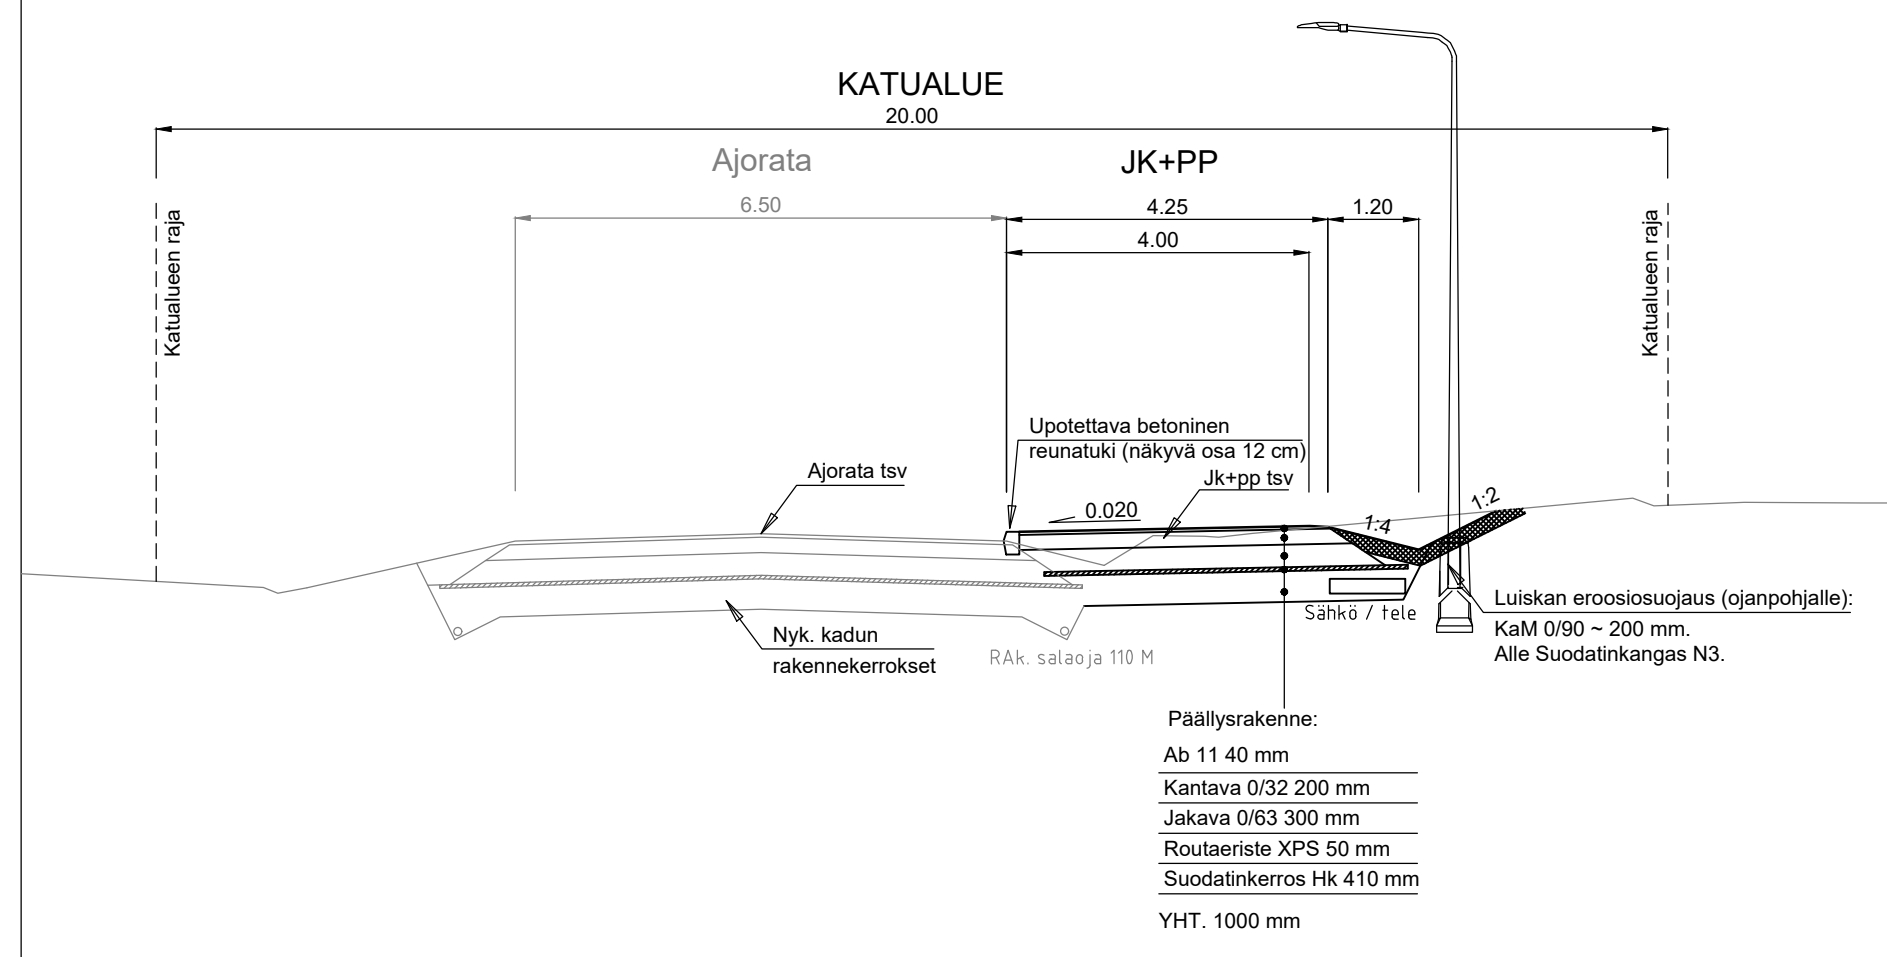 KATUALUE
20.00
Ajorata
JK+PP
6.50
4.25
1.20
4.00
Katualueen raja
Katualueen raja
Upotettava betoninen
reunatuki (näkyvä osa 12 cm)
Ajorata tsv
Jk+pp tsv
0.020
1:4
1:2
Sähkö / tele
Luiskan eroosiosuojaus (ojanpohjalle):
KaM 0/90 ~ 200 mm.
Alle Suodatinkangas N3.
Nyk. kadun
rakennekerrokset
RAk. salaoja 110 M
Päällysrakenne:
Ab 11 40 mm
Kantava 0/32 200 mm
Jakava 0/63 300 mm
Routaeriste XPS 50 mm
Suodatinkerros Hk 410 mm
YHT. 1000 mm